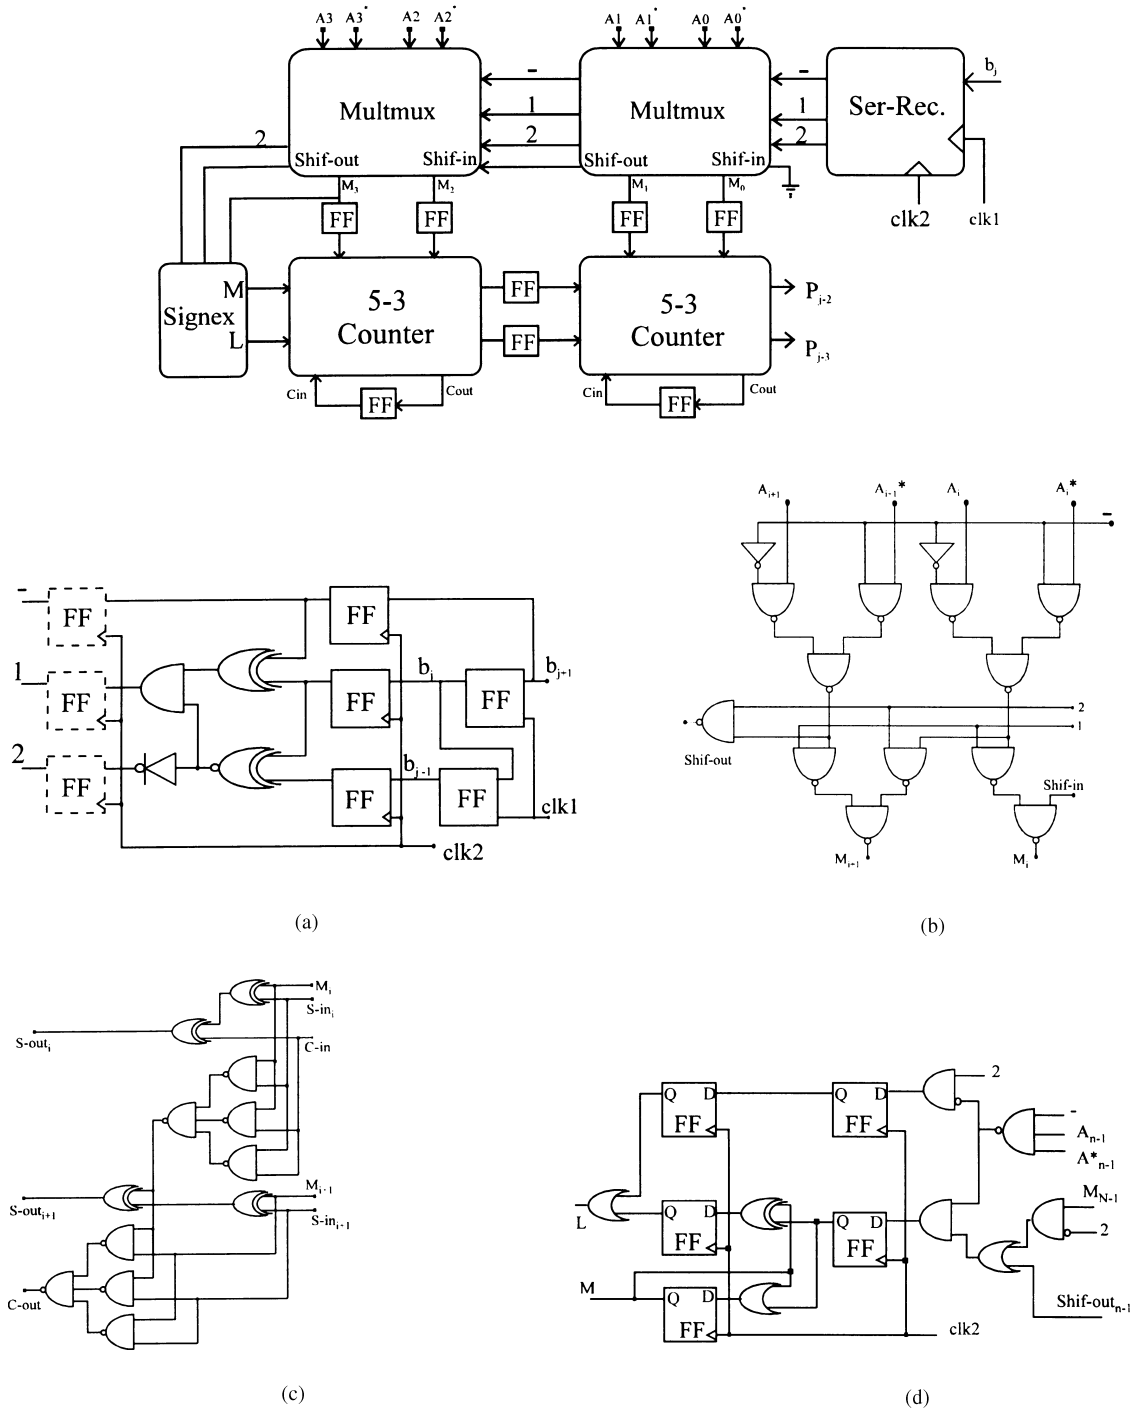 A3 A3* A2 A2* A1 A1* A0 A0*
Multmux - Multmux - Ser-Rec. bj
1 1
2 2 2
Shif-out Shif-in Shif-out Shif-in
M3 M2 M1 M0
FF FF FF FF
clk2 clk1
Signex M L
5-3 Counter
FF
FF
5-3 Counter
Pj-2
Pj-3
Cin FF Cout
Cin FF Cout
- FF FF
1 FF FF bj FF bj+1
2 FF FF bj-1 FF clk1
clk2
(a)
Ai+1 Ai-1* Ai Ai*
-
2
1
Shif-out
Shif-in
Mi+1 Mi
(b)
Mi
S-ini
S-outi
C-in
Mi-1
S-outi+1
S-ini-1
C-out
(c)
Q D FF Q D FF 2
-
An-1
A*n-1
MN-1
L Q D FF Q D FF 2
M Q D FF
Shif-outn-1
clk2
(d)